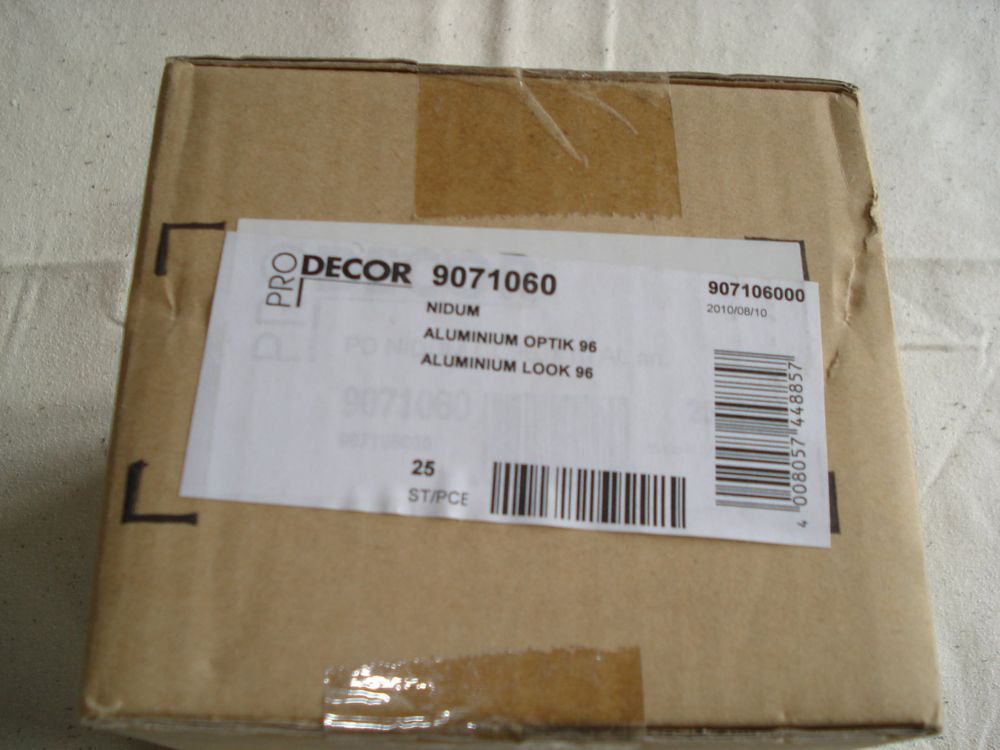 PRO DECOR 9071060
NIDUM
ALUMINIUM OPTIK 96
ALUMINIUM LOOK 96
25
ST/PCE
907106000
2010/08/10
4 008057 448857
9071060